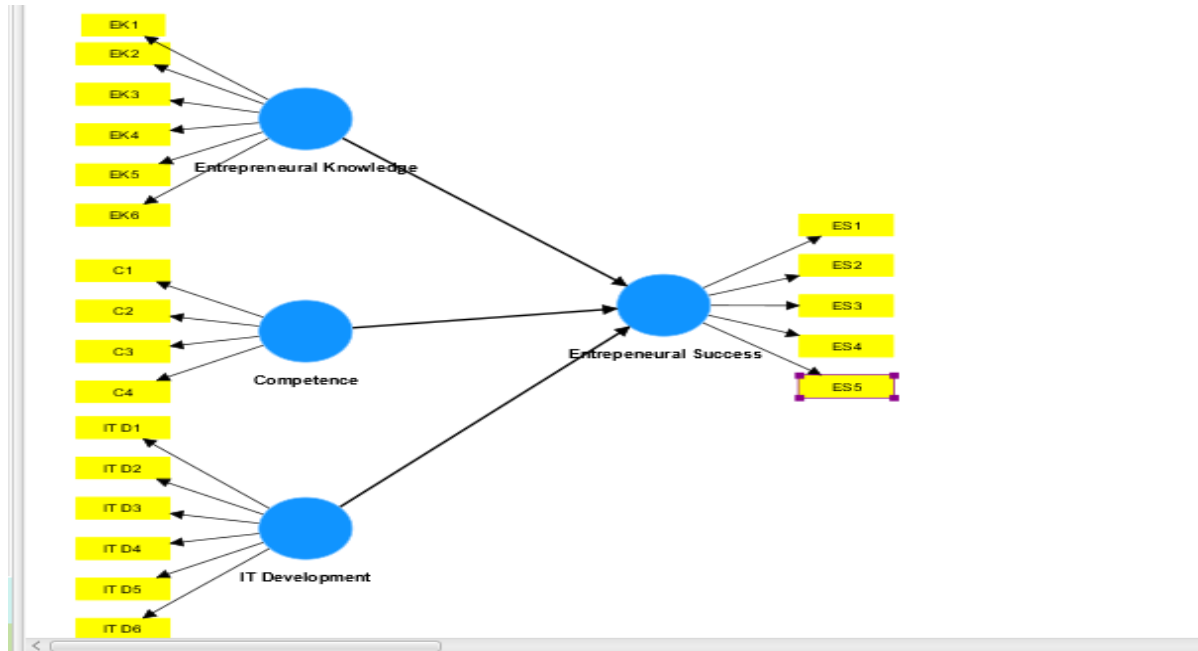 EK1
EK2
EK3
EK4
EK5
EK6
Entrepreneural Knowledge
C1
C2
C3
C4
Competence
IT D1
IT D2
IT D3
IT D4
IT D5
IT D6
IT Development
ES1
ES2
ES3
ES4
ES5
Entrepeneural Success